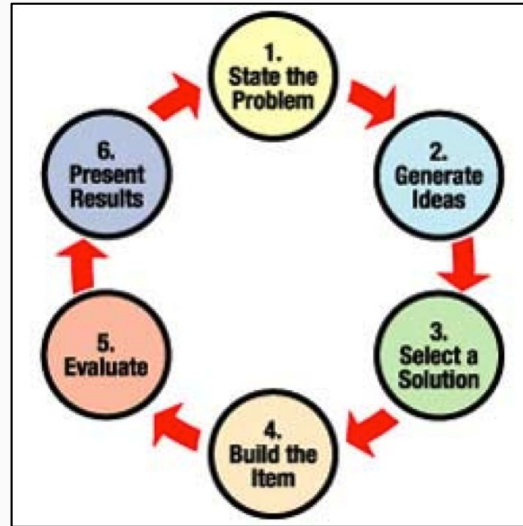 1.
State the
Problem
2.
Generate
Ideas
3.
Select a
Solution
4.
Build the
Item
5.
Evaluate
6.
Present
Results